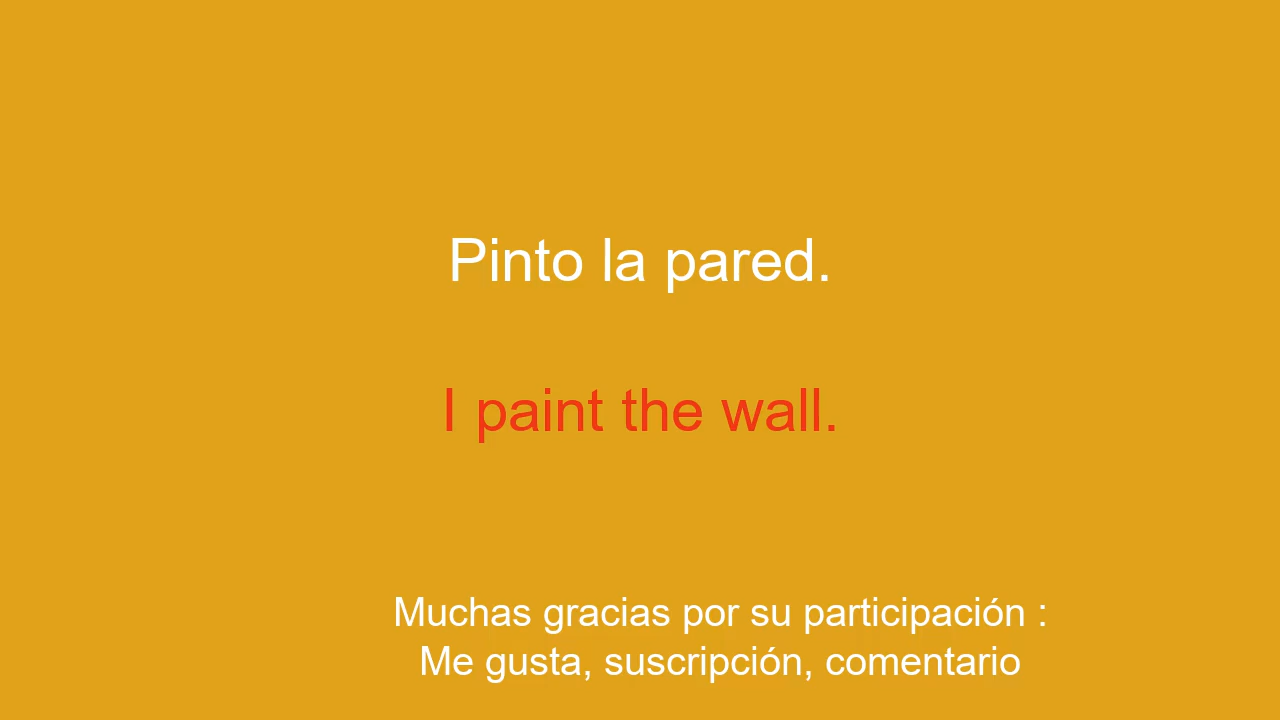 Pinto la pared.
I paint the wall.
Muchas gracias por su participación :
Me gusta, suscripción, comentario